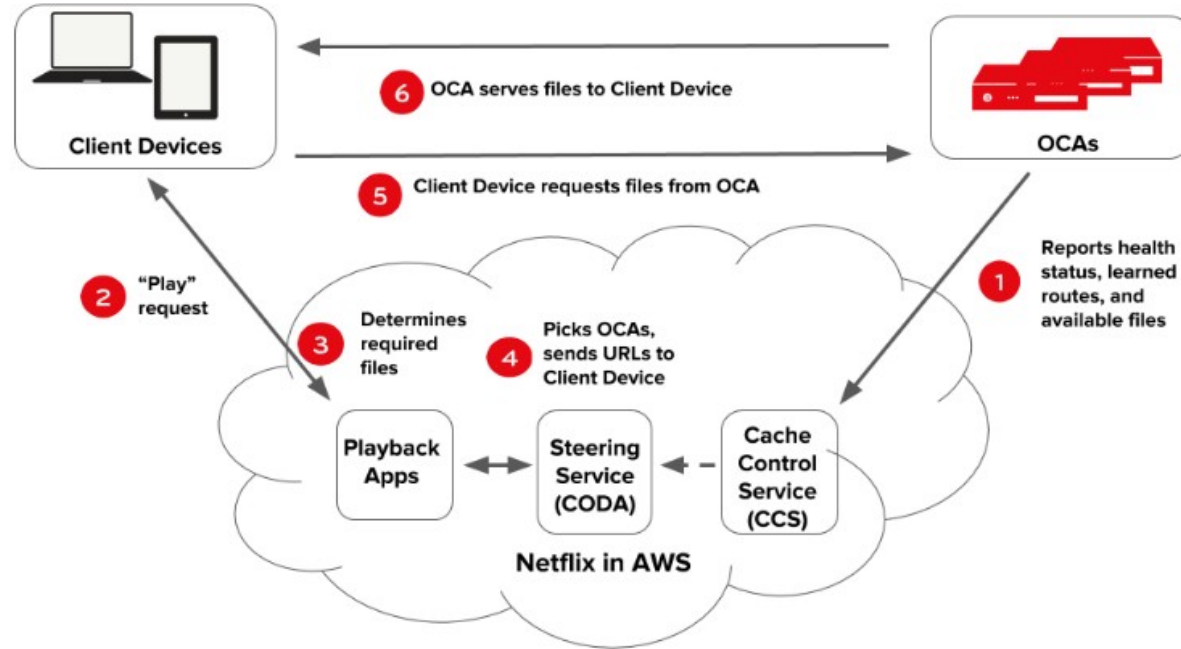 6
OCA serves files to Client Device
Client Devices
OCAs
5
Client Device requests files from OCA
1
Reports health
status, learned
routes, and
available files
2
“Play”
request
3
Determines
required
files
4
Picks OCAs,
sends URLs to
Client Device
Playback
Apps
Steering
Service
(CODA)
Cache
Control
Service
(CCS)
Netflix in AWS